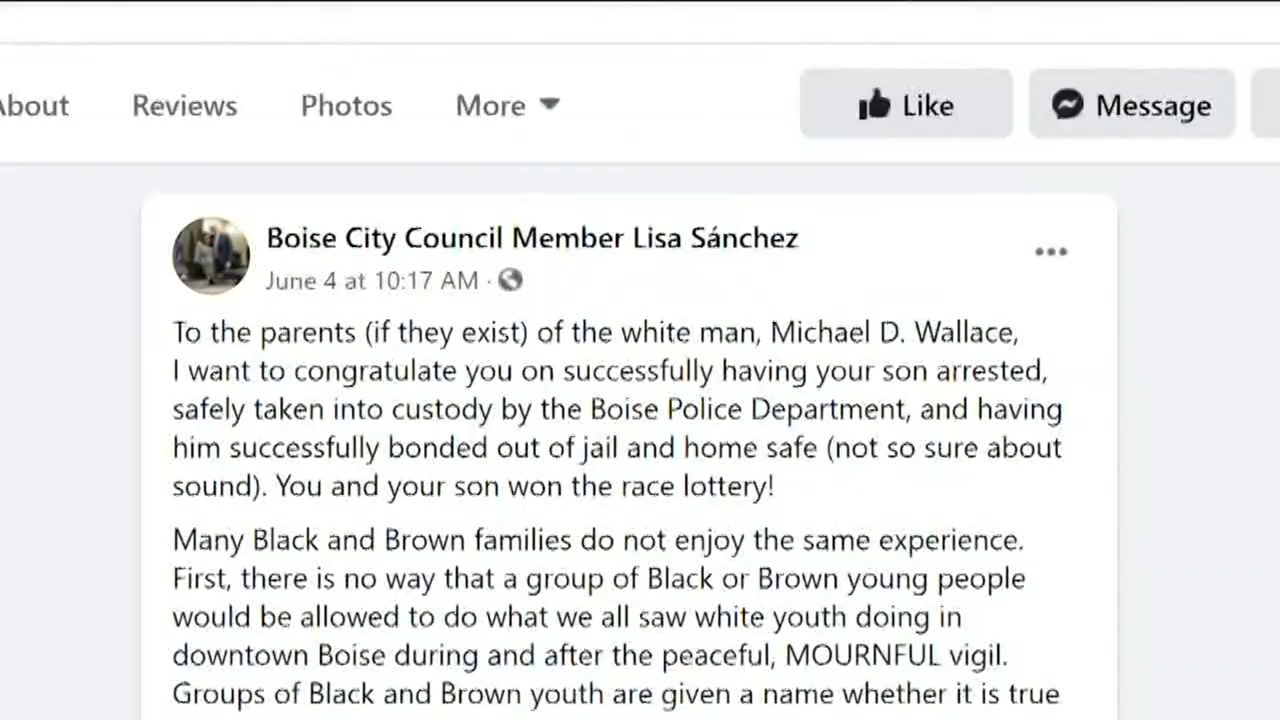 About Reviews Photos More Like Message
Boise City Council Member Lisa Sánchez
June 4 at 10:17 AM ·
To the parents (if they exist) of the white man, Michael D. Wallace,
I want to congratulate you on successfully having your son arrested,
safely taken into custody by the Boise Police Department, and having
him successfully bonded out of jail and home safe (not so sure about
sound). You and your son won the race lottery!
Many Black and Brown families do not enjoy the same experience.
First, there is no way that a group of Black or Brown young people
would be allowed to do what we all saw white youth doing in
downtown Boise during and after the peaceful, MOURNFUL vigil.
Groups of Black and Brown youth are given a name whether it is true